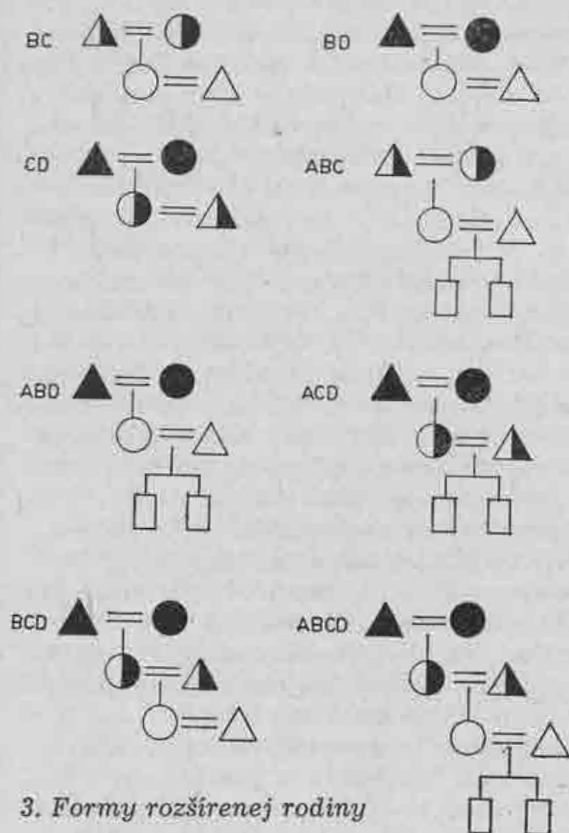 BC
BD
CD
ABC
ABD
ACD
BCD
ABCD
3. Formy rozšírenej rodiny